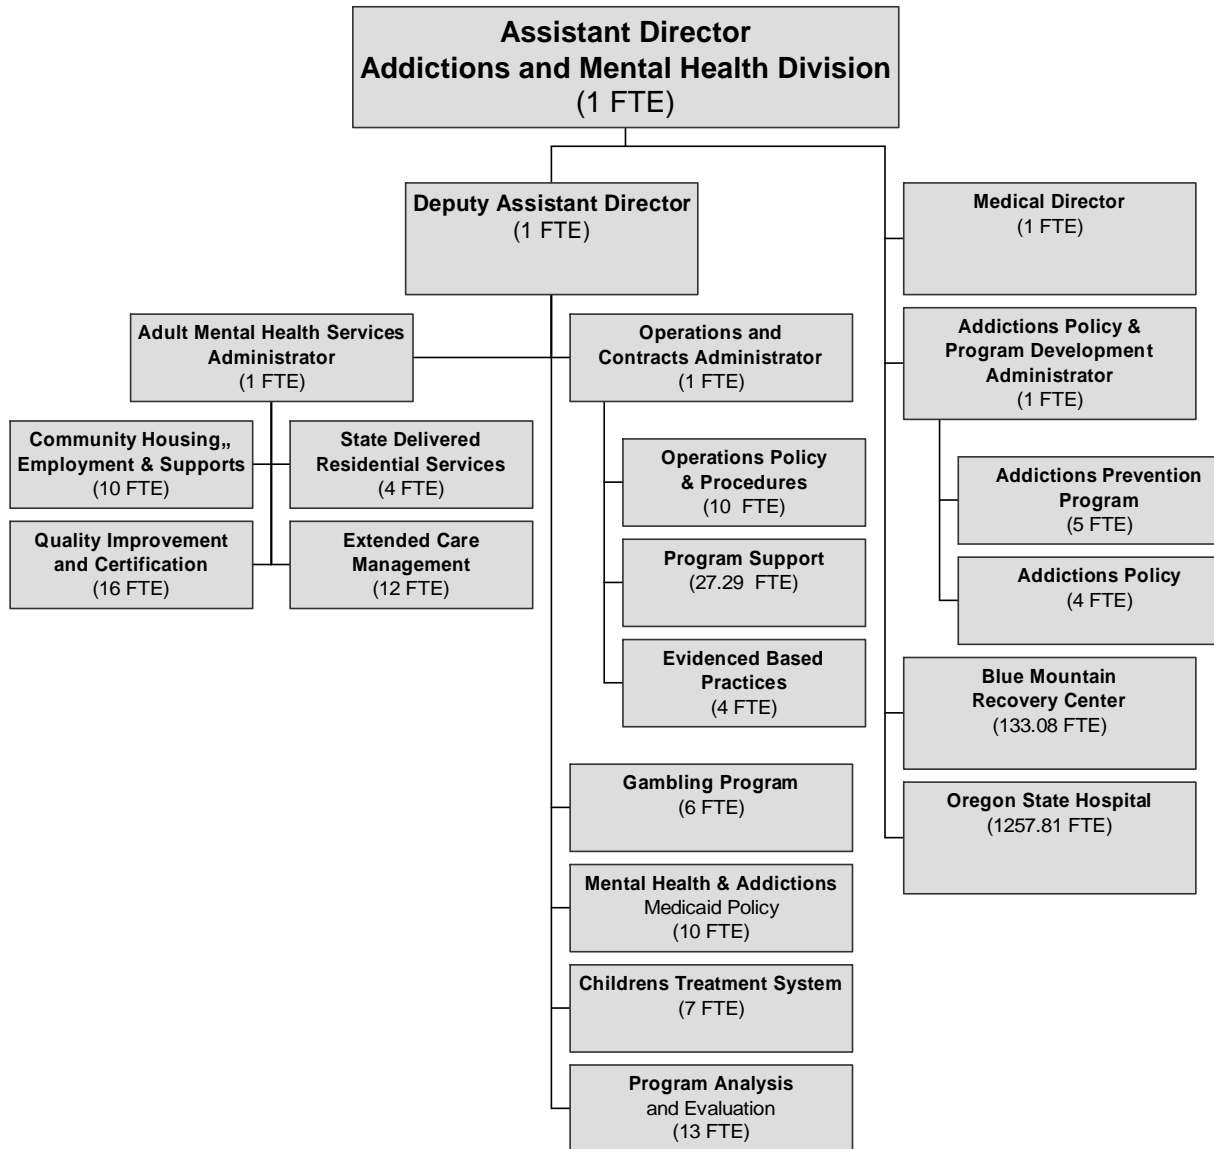 Assistant Director
Addictions and Mental Health Division
(1 FTE)
Deputy Assistant Director
(1 FTE)
Medical Director
(1 FTE)
Adult Mental Health Services
Administrator
(1 FTE)
Operations and
Contracts Administrator
(1 FTE)
Addictions Policy &
Program Development
Administrator
(1 FTE)
Community Housing,,
Employment & Supports
(10 FTE)
State Delivered
Residential Services
(4 FTE)
Quality Improvement
and Certification
(16 FTE)
Extended Care
Management
(12 FTE)
Operations Policy
& Procedures
(10  FTE)
Program Support
(27.29  FTE)
Evidenced Based
Practices
(4 FTE)
Addictions Prevention
Program
(5 FTE)
Addictions Policy
(4 FTE)
Blue Mountain
Recovery Center
(133.08 FTE)
Oregon State Hospital
(1257.81 FTE)
Gambling Program
(6 FTE)
Mental Health & Addictions
Medicaid Policy
(10 FTE)
Childrens Treatment System
(7 FTE)
Program Analysis
and Evaluation
(13 FTE)